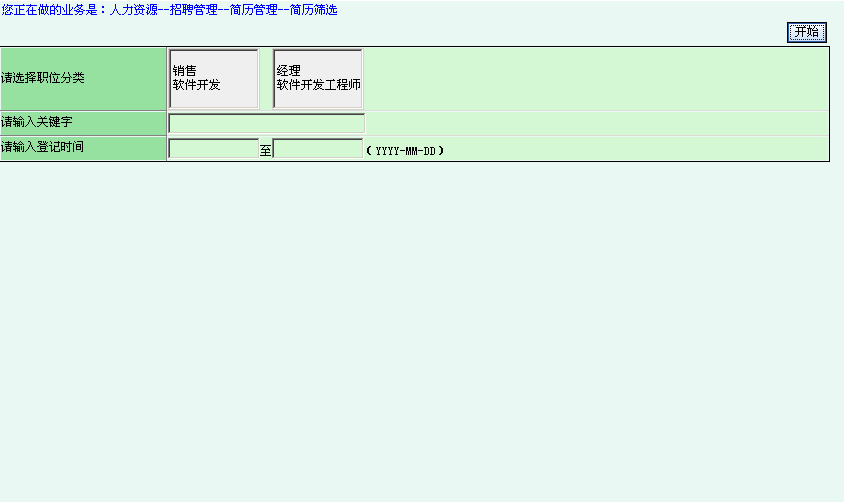 您正在做的业务是：人力资源--招聘管理--简历管理--简历筛选
开始
请选择职位分类
销售
软件开发
经理
软件开发工程师
请输入关键字
请输入登记时间
至
（YYYY-MM-DD）